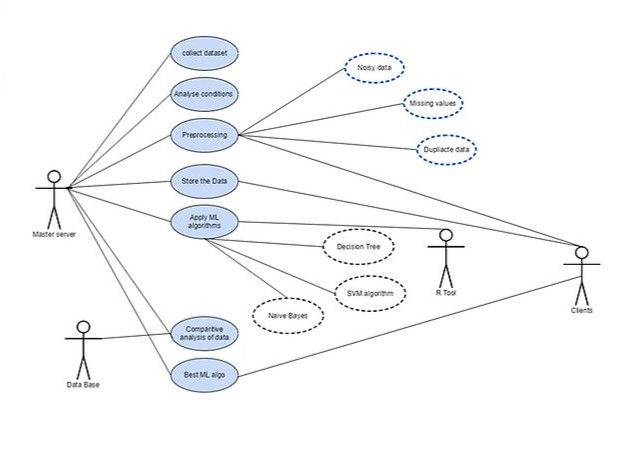 collect dataset
Noisy data
Analyse conditions
Missing values
Preprocessing
Dupliacte data
Store the Data
Apply ML
algorithms
Master server
Decision Tree
R Tool
SVM algorithm
Clients
Naive Bayes
Comparitive
analysis of data
Data Base
Best ML algo